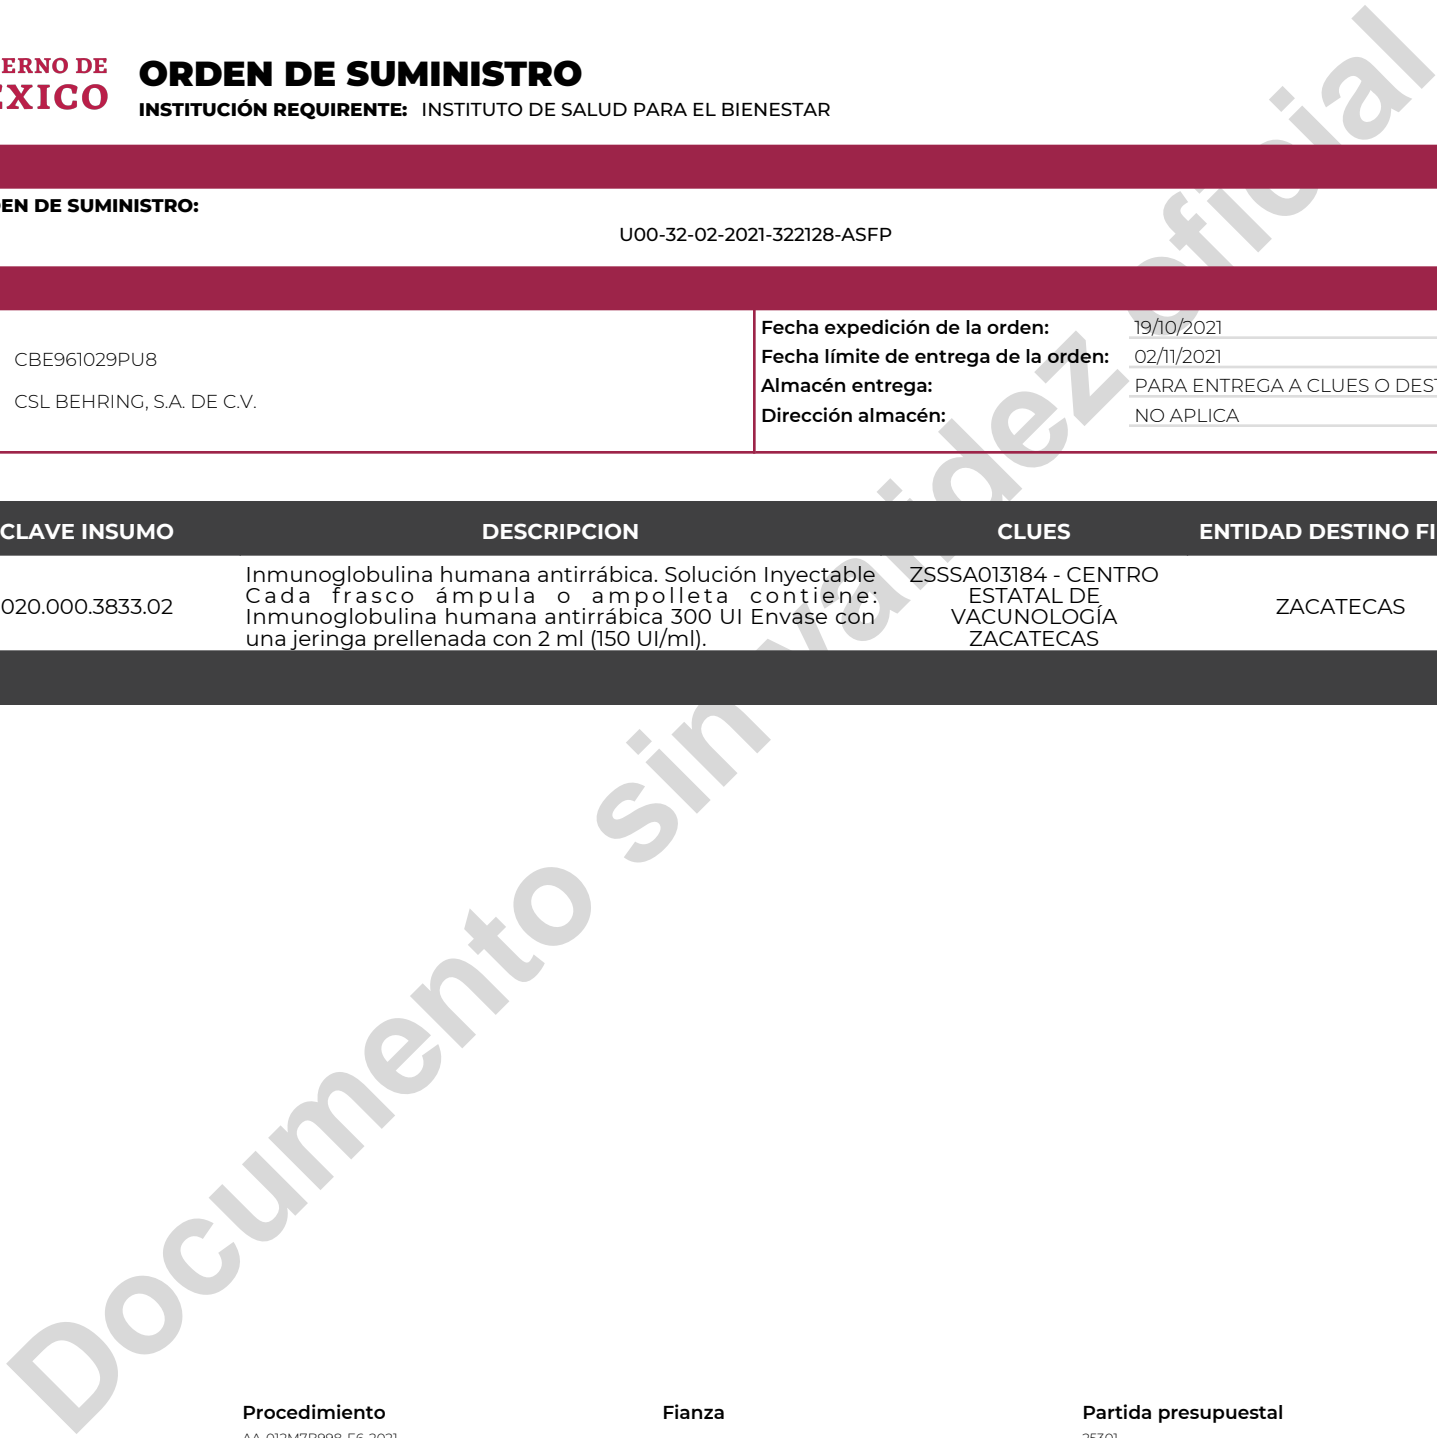 ERNO DE
ORDEN DE SUMINISTRO
INSTITUCIÓN REQUIRENTE: INSTITUTO DE SALUD PARA EL BIENESTAR
EN DE SUMINISTRO:
U00-32-02-2021-322128-ASFP
CBE961029PU8
CSL BEHRING, S.A. DE C.V.
Fecha expedición de la orden: 19/10/2021
Fecha límite de entrega de la orden: 02/11/2021
Almacén entrega: PARA ENTREGA A CLUES O DEST
Dirección almacén: NO APLICA
CLAVE INSUMO DESCRIPCION CLUES ENTIDAD DESTINO FI
020.000.3833.02
Inmunoglobulina humana antirrábica. Solución Inyectable
Cada frasco ámpula o ampolleta contiene:
Inmunoglobulina humana antirrábica 300 UI Envase con
una jeringa prellenada con 2 ml (150 UI/ml).
ZSSSA013184 - CENTRO
ESTATAL DE
VACUNOLOGÍA
ZACATECAS
ZACATECAS
Documento sin validez oficial
Procedimiento Fianza Partida presupuestal